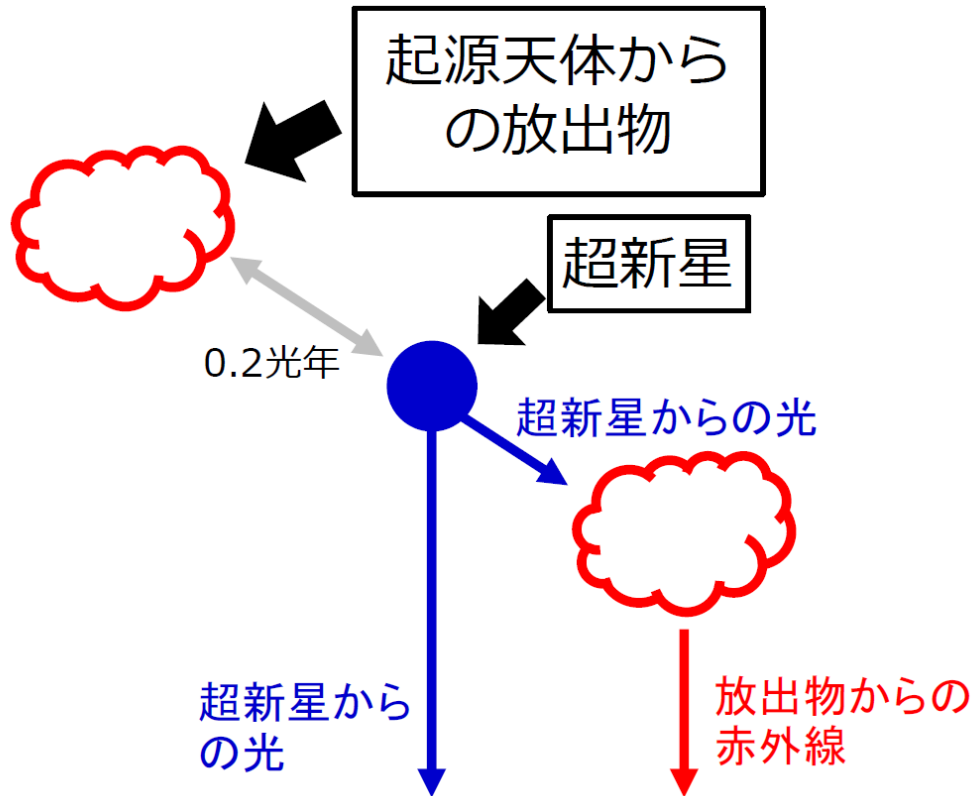 起源天体から
の放出物
超新星
0.2光年
超新星からの光
超新星から
の光
放出物からの
赤外線